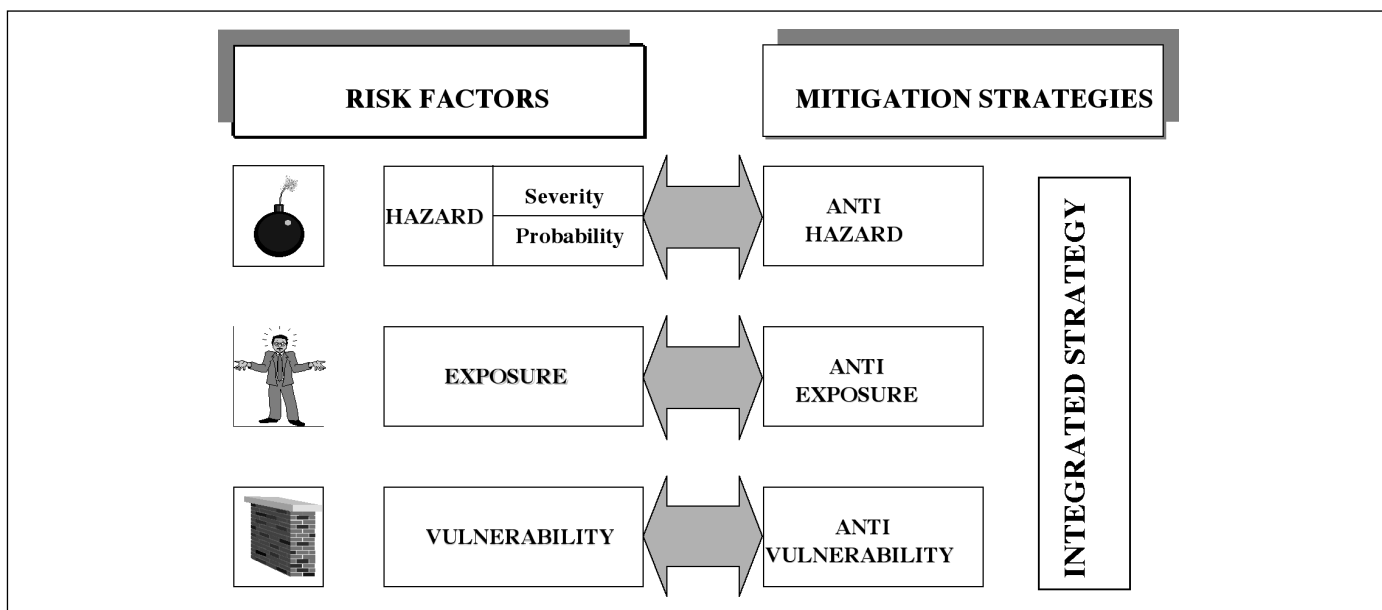 RISK FACTORS
MITIGATION STRATEGIES
HAZARD
Severity
Probability
ANTI
HAZARD
EXPOSURE
ANTI
EXPOSURE
VULNERABILITY
ANTI
VULNERABILITY
INTEGRATED STRATEGY